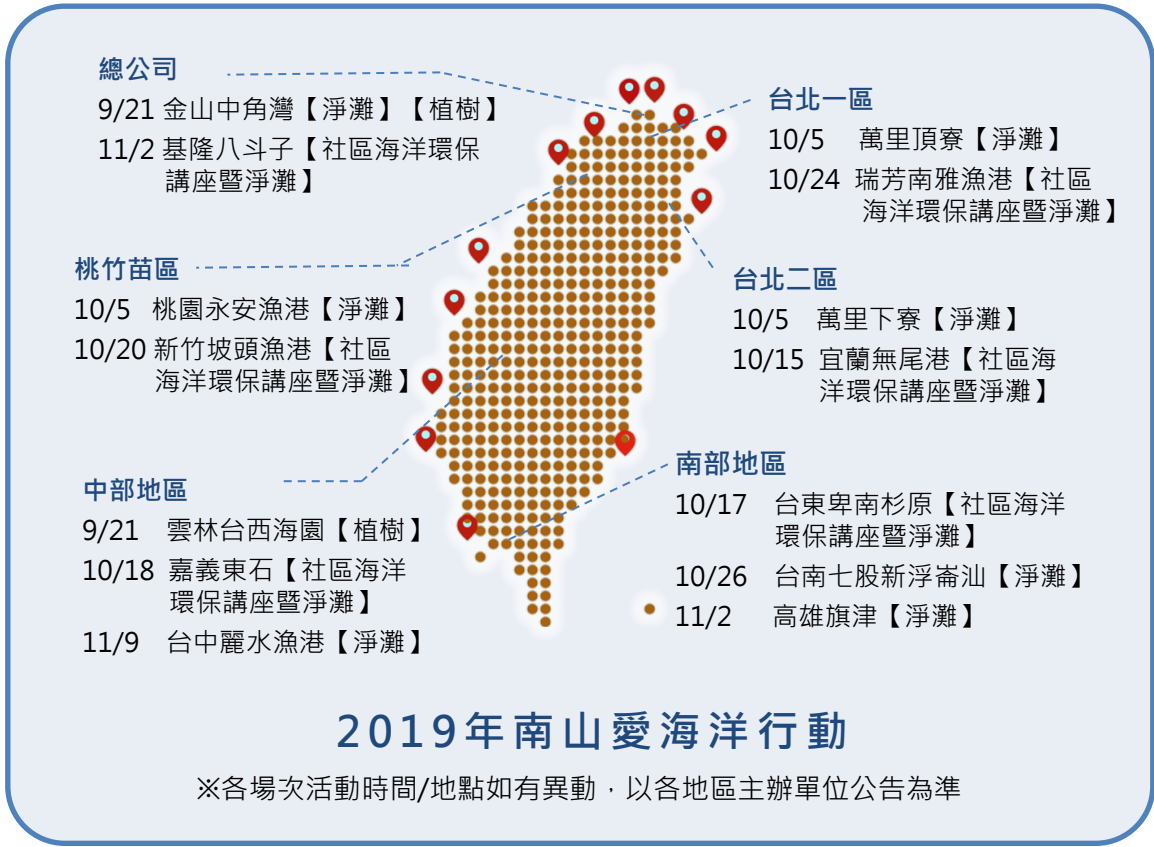 總公司
9/21 金山中角灣【淨灘】【植樹】
11/2 基隆八斗子【社區海洋環保
講座暨淨灘】
台北一區
10/5 萬里頂寮【淨灘】
10/24 瑞芳南雅漁港【社區
海洋環保講座暨淨灘】
桃竹苗區
10/5 桃園永安漁港【淨灘】
10/20 新竹坡頭漁港【社區
海洋環保講座暨淨灘】
台北二區
10/5 萬里下寮【淨灘】
10/15 宜蘭無尾港【社區海
洋環保講座暨淨灘】
中部地區
9/21 雲林台西海園【植樹】
10/18 嘉義東石【社區海洋
環保講座暨淨灘】
11/9 台中麗水漁港【淨灘】
南部地區
10/17 台東卑南杉原【社區海洋
環保講座暨淨灘】
10/26 台南七股新浮崙汕【淨灘】
11/2 高雄旗津【淨灘】
2019年南山愛海洋行動
※各場次活動時間/地點如有異動，以各地區主辦單位公告為準